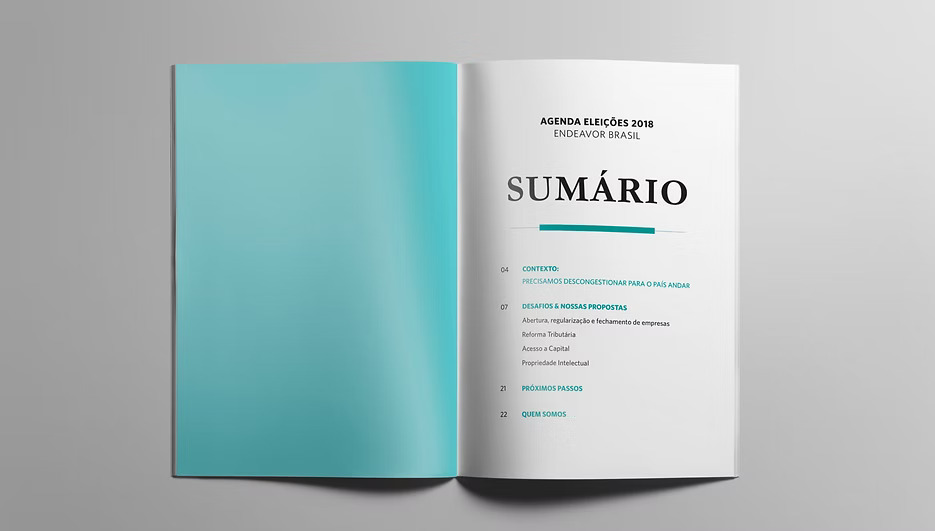 AGENDA ELEIÇÕES 2018
ENDEAVOR BRASIL
SUMÁRIO
04 CONTEXTO:
PRECISAMOS DESCONGESTIONAR PARA O PAÍS ANDAR
07 DESAFIOS & NOSSAS PROPOSTAS
Abertura, regularização e fechamento de empresas
Reforma Tributária
Acesso a Capital
Propriedade Intelectual
21 PRÓXIMOS PASSOS
22 QUEM SOMOS